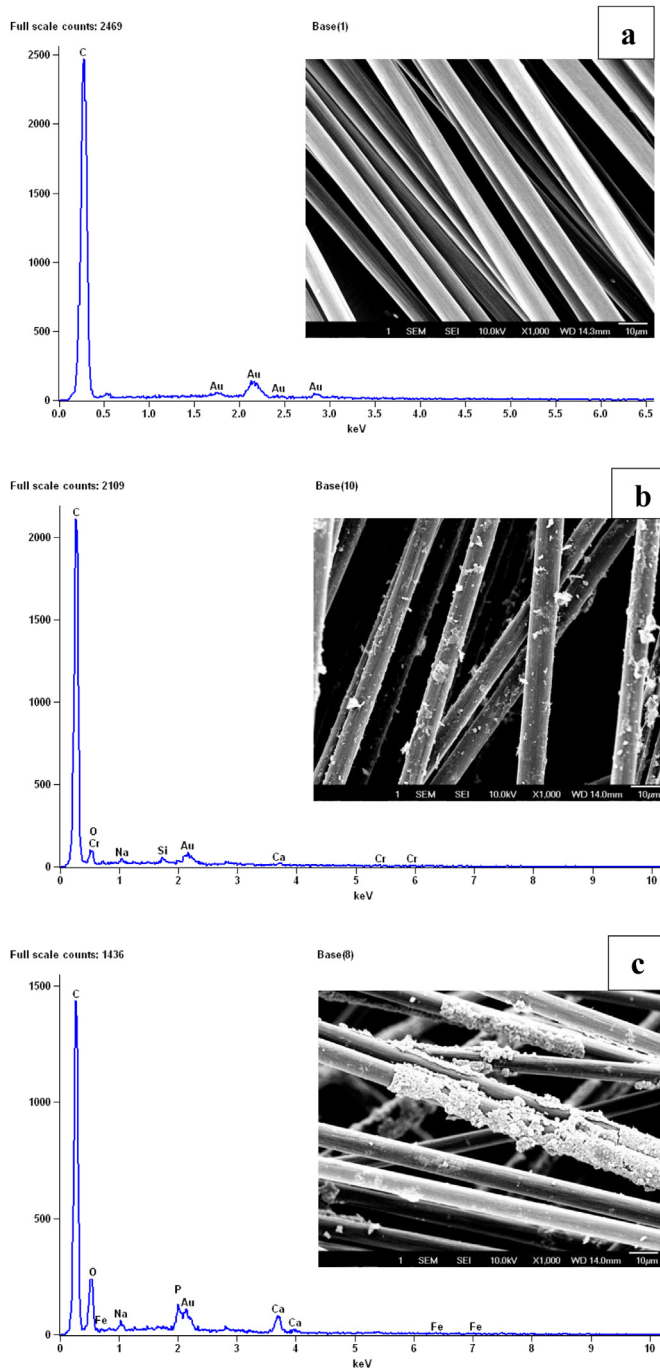 Full scale counts: 2469 Base(1) a
2500
2000
1500
1000
500
0
C
Au Au Au Au
1 SEM SEI 10.0kV X1,000 WD 14.3mm 10µm
0.0 0.5 1.0 1.5 2.0 2.5 3.0 3.5 4.0 4.5 5.0 5.5 6.0 6.5
keV
Full scale counts: 2109 Base(10) b
2000
1500
1000
500
0
C
O
Cr Na Si Au Ca Cr Cr
1 SEM SEI 10.0kV X1,000 WD 14.0mm 10µm
0 1 2 3 4 5 6 7 8 9 10
keV
Full scale counts: 1436 Base(8) c
1500
1000
500
0
C
O
Fe Na P Au Ca Ca Fe Fe
1 SEM SEI 10.0kV X1,000 WD 14.0mm 10µm
0 1 2 3 4 5 6 7 8 9 10
keV